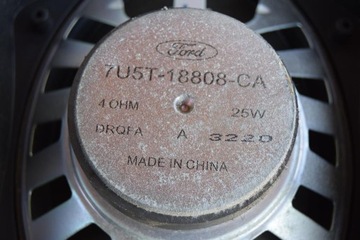 Ford
7U5T-18808-CA
4 OHM 25W
DRQFA A 3220
MADE IN CHINA